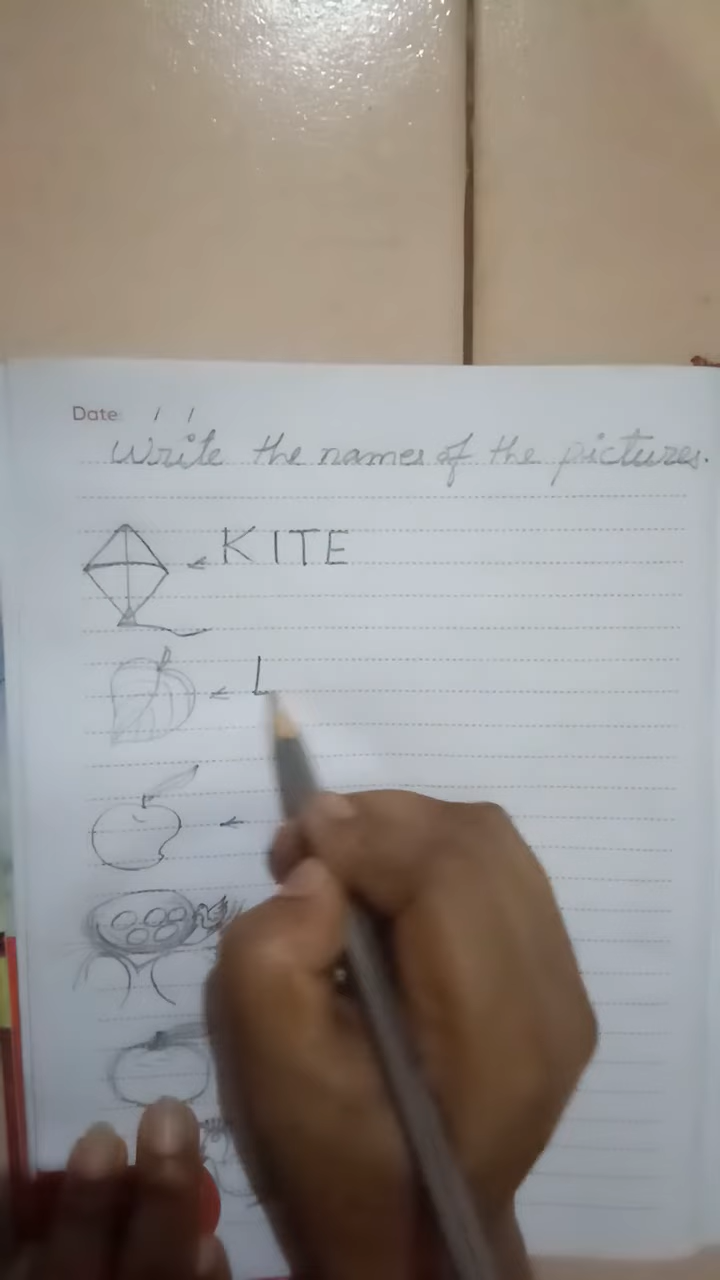 Date / /
Write the names of the pictures.
KITE
L